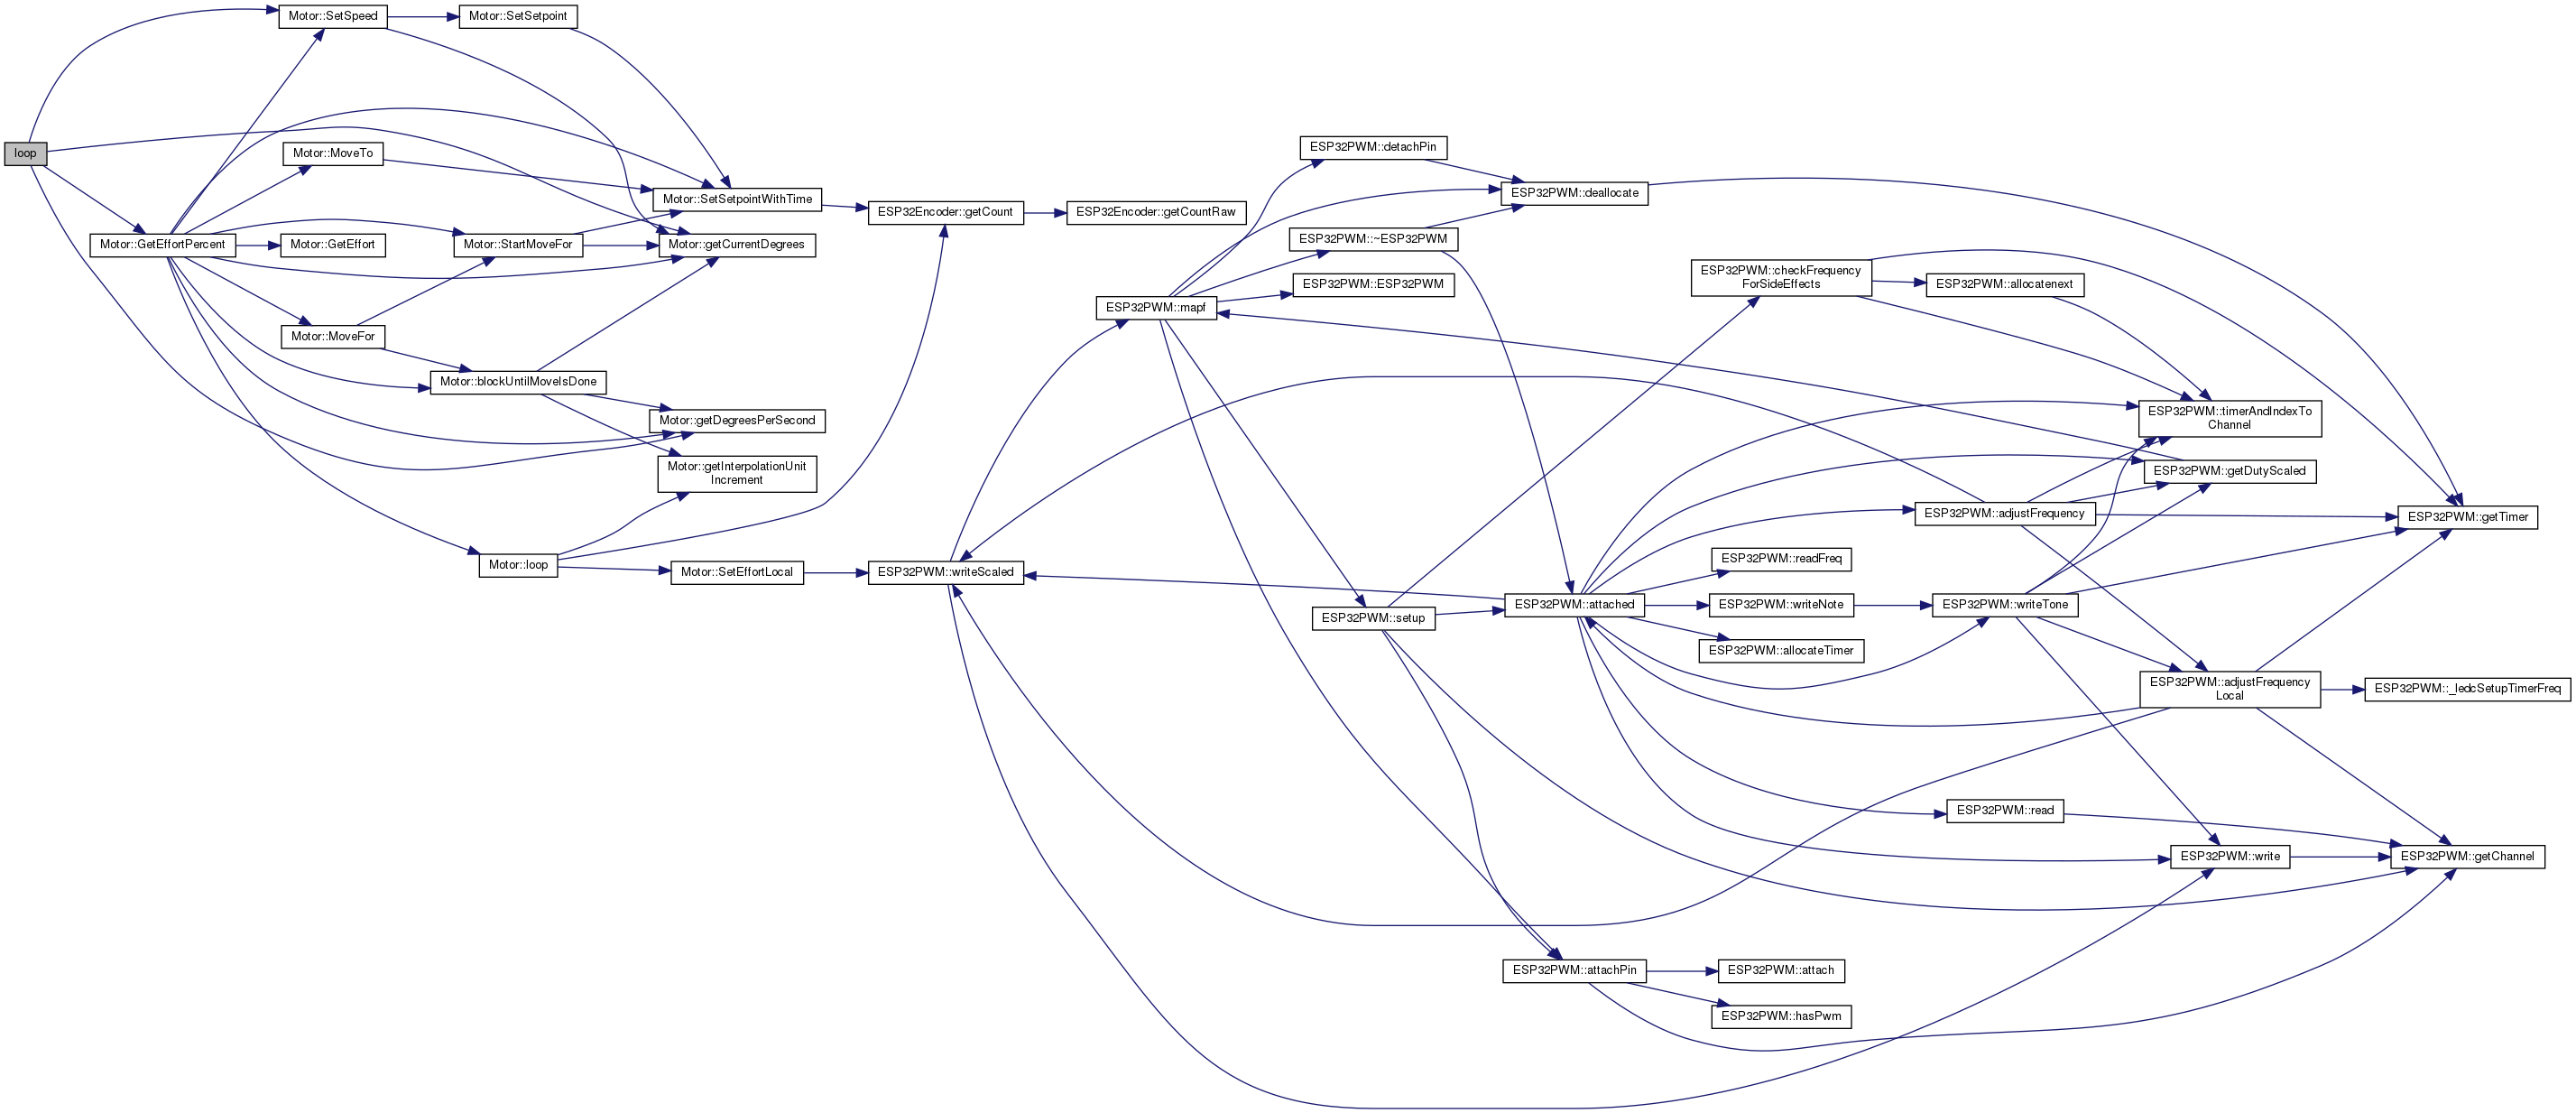 loop
Motor::SetSpeed
Motor::SetSetpoint
Motor::GetEffortPercent
Motor::MoveTo
Motor::GetEffort
Motor::StartMoveFor
Motor::MoveFor
Motor::blockUntilMoveIsDone
Motor::loop
Motor::SetSetpointWithTime
Motor::getCurrentDegrees
Motor::getDegreesPerSecond
Motor::getInterpolationUnit
Increment
Motor::SetEffortLocal
ESP32Encoder::getCount
ESP32Encoder::getCountRaw
ESP32PWM::writeScaled
ESP32PWM::mapf
ESP32PWM::detachPin
ESP32PWM::~ESP32PWM
ESP32PWM::ESP32PWM
ESP32PWM::setup
ESP32PWM::deallocate
ESP32PWM::attached
ESP32PWM::attachPin
ESP32PWM::checkFrequency
ForSideEffects
ESP32PWM::readFreq
ESP32PWM::writeNote
ESP32PWM::allocateTimer
ESP32PWM::attach
ESP32PWM::hasPwm
ESP32PWM::allocatenext
ESP32PWM::adjustFrequency
ESP32PWM::writeTone
ESP32PWM::read
ESP32PWM::timerAndIndexTo
Channel
ESP32PWM::getDutyScaled
ESP32PWM::adjustFrequency
Local
ESP32PWM::write
ESP32PWM::getTimer
ESP32PWM::_ledcSetupTimerFreq
ESP32PWM::getChannel